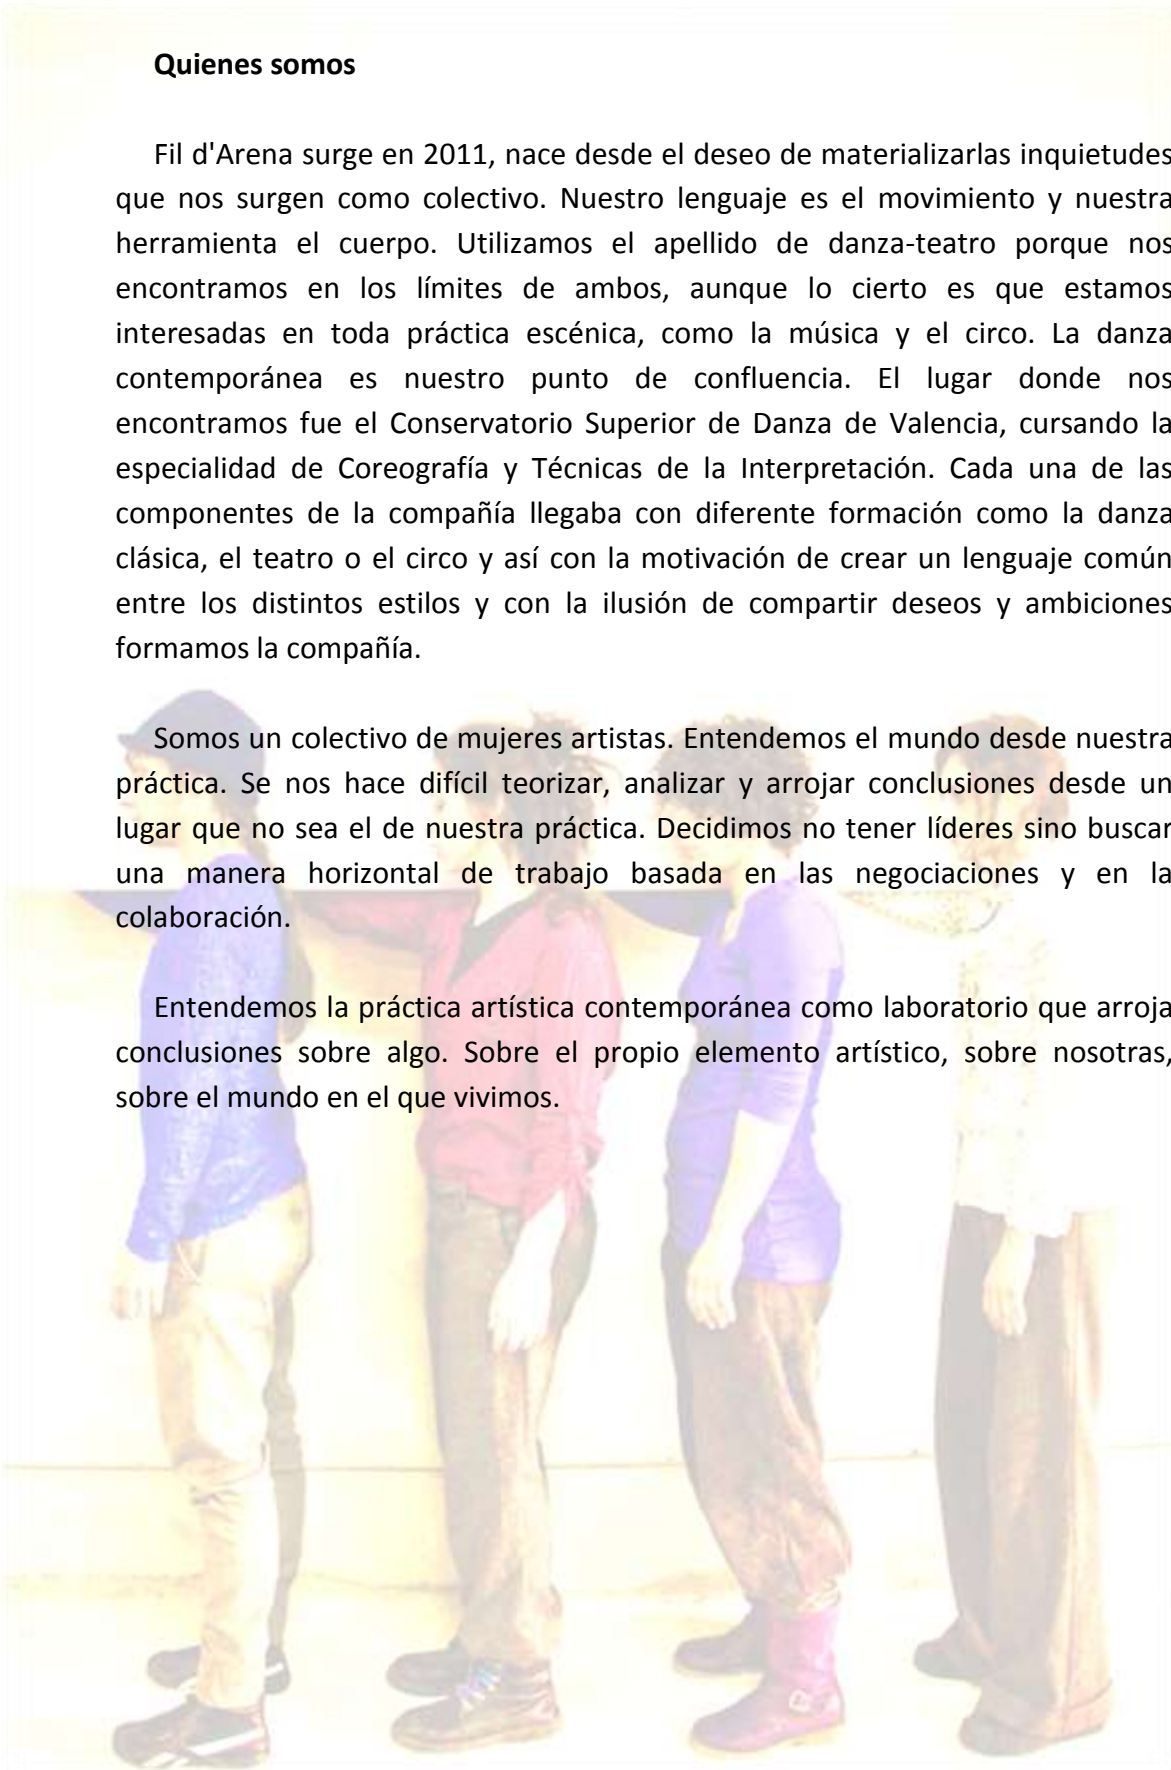 Quienes somos
Fil d'Arena surge en 2011, nace desde el deseo de materializarlas inquietudes
que nos surgen como colectivo. Nuestro lenguaje es el movimiento y nuestra
herramienta el cuerpo. Utilizamos el apellido de danza-teatro porque nos
encontramos en los límites de ambos, aunque lo cierto es que estamos
interesadas en toda práctica escénica, como la música y el circo. La danza
contemporánea es nuestro punto de confluencia. El lugar donde nos
encontramos fue el Conservatorio Superior de Danza de Valencia, cursando la
especialidad de Coreografía y Técnicas de la Interpretación. Cada una de las
componentes de la compañía llegaba con diferente formación como la danza
clásica, el teatro o el circo y así con la motivación de crear un lenguaje común
entre los distintos estilos y con la ilusión de compartir deseos y ambiciones
formamos la compañía.
Somos un colectivo de mujeres artistas. Entendemos el mundo desde nuestra
práctica. Se nos hace difícil teorizar, analizar y arrojar conclusiones desde un
lugar que no sea el de nuestra práctica. Decidimos no tener líderes sino buscar
una manera horizontal de trabajo basada en las negociaciones y en la
colaboración.
Entendemos la práctica artística contemporánea como laboratorio que arroja
conclusiones sobre algo. Sobre el propio elemento artístico, sobre nosotras,
sobre el mundo en el que vivimos.